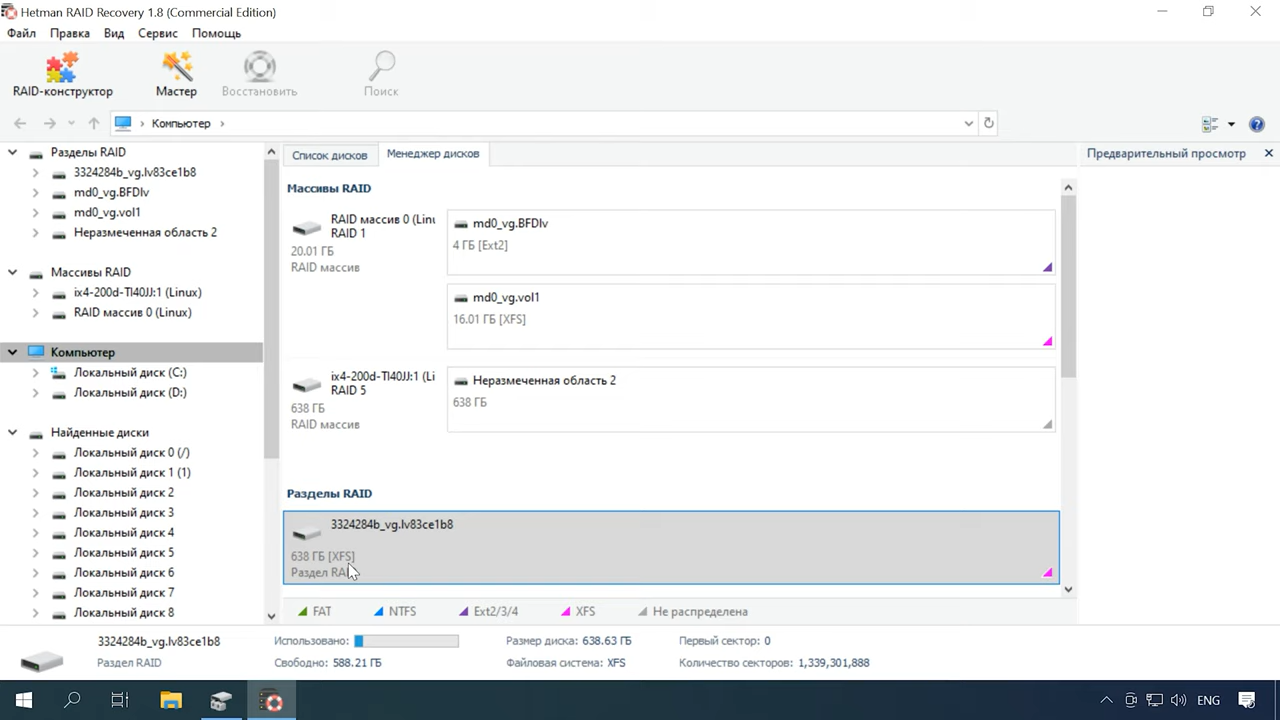 Hetman RAID Recovery 1.8 (Commercial Edition)
Файл Правка Вид Сервис Помощь
RAID-конструктор Мастер Восстановить Поиск
Компьютер
Разделы RAID
3324284b_vg.lv83ce1b8
md0_vg.BFDlv
md0_vg.vol1
Неразмеченная область 2
Массивы RAID
ix4-200d-TI40JJ:1 (Linux)
RAID массив 0 (Linux)
Компьютер
Локальный диск (C:)
Локальный диск (D:)
Найденные диски
Локальный диск 0 (/)
Локальный диск 1 (1)
Локальный диск 2
Локальный диск 3
Локальный диск 4
Локальный диск 5
Локальный диск 6
Локальный диск 7
Локальный диск 8
Список дисков Менеджер дисков
Массивы RAID
RAID массив 0 (Linu
RAID 1
20.01 ГБ
RAID массив
md0_vg.BFDlv
4 ГБ [Ext2]
md0_vg.vol1
16.01 ГБ [XFS]
ix4-200d-TI40JJ:1 (Li
RAID 5
638 ГБ
RAID массив
Неразмеченная область 2
638 ГБ
Разделы RAID
3324284b_vg.lv83ce1b8
638 ГБ [XFS]
Раздел RAID
FAT NTFS Ext2/3/4 XFS Не распределена
Предварительный просмотр
3324284b_vg.lv83ce1b8
Раздел RAID
Использовано:
Свободно: 588.21 ГБ
Размер диска: 638.63 ГБ
Файловая система: XFS
Первый сектор: 0
Количество секторов: 1,339,301,888
ENG